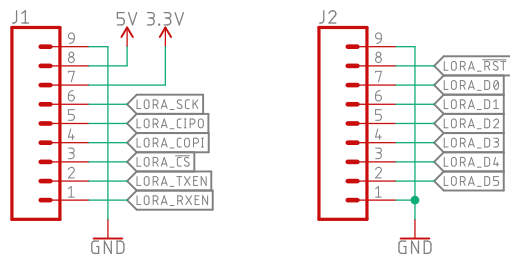 J1
5V 3.3V
9
8
7
6 LORA_SCK
5 LORA_CIPO
4 LORA_COPI
3 LORA_CS
2 LORA_TXEN
1 LORA_RXEN
GND
J2
9
8 LORA_RST
7 LORA_D0
6 LORA_D1
5 LORA_D2
4 LORA_D3
3 LORA_D4
2 LORA_D5
1
GND